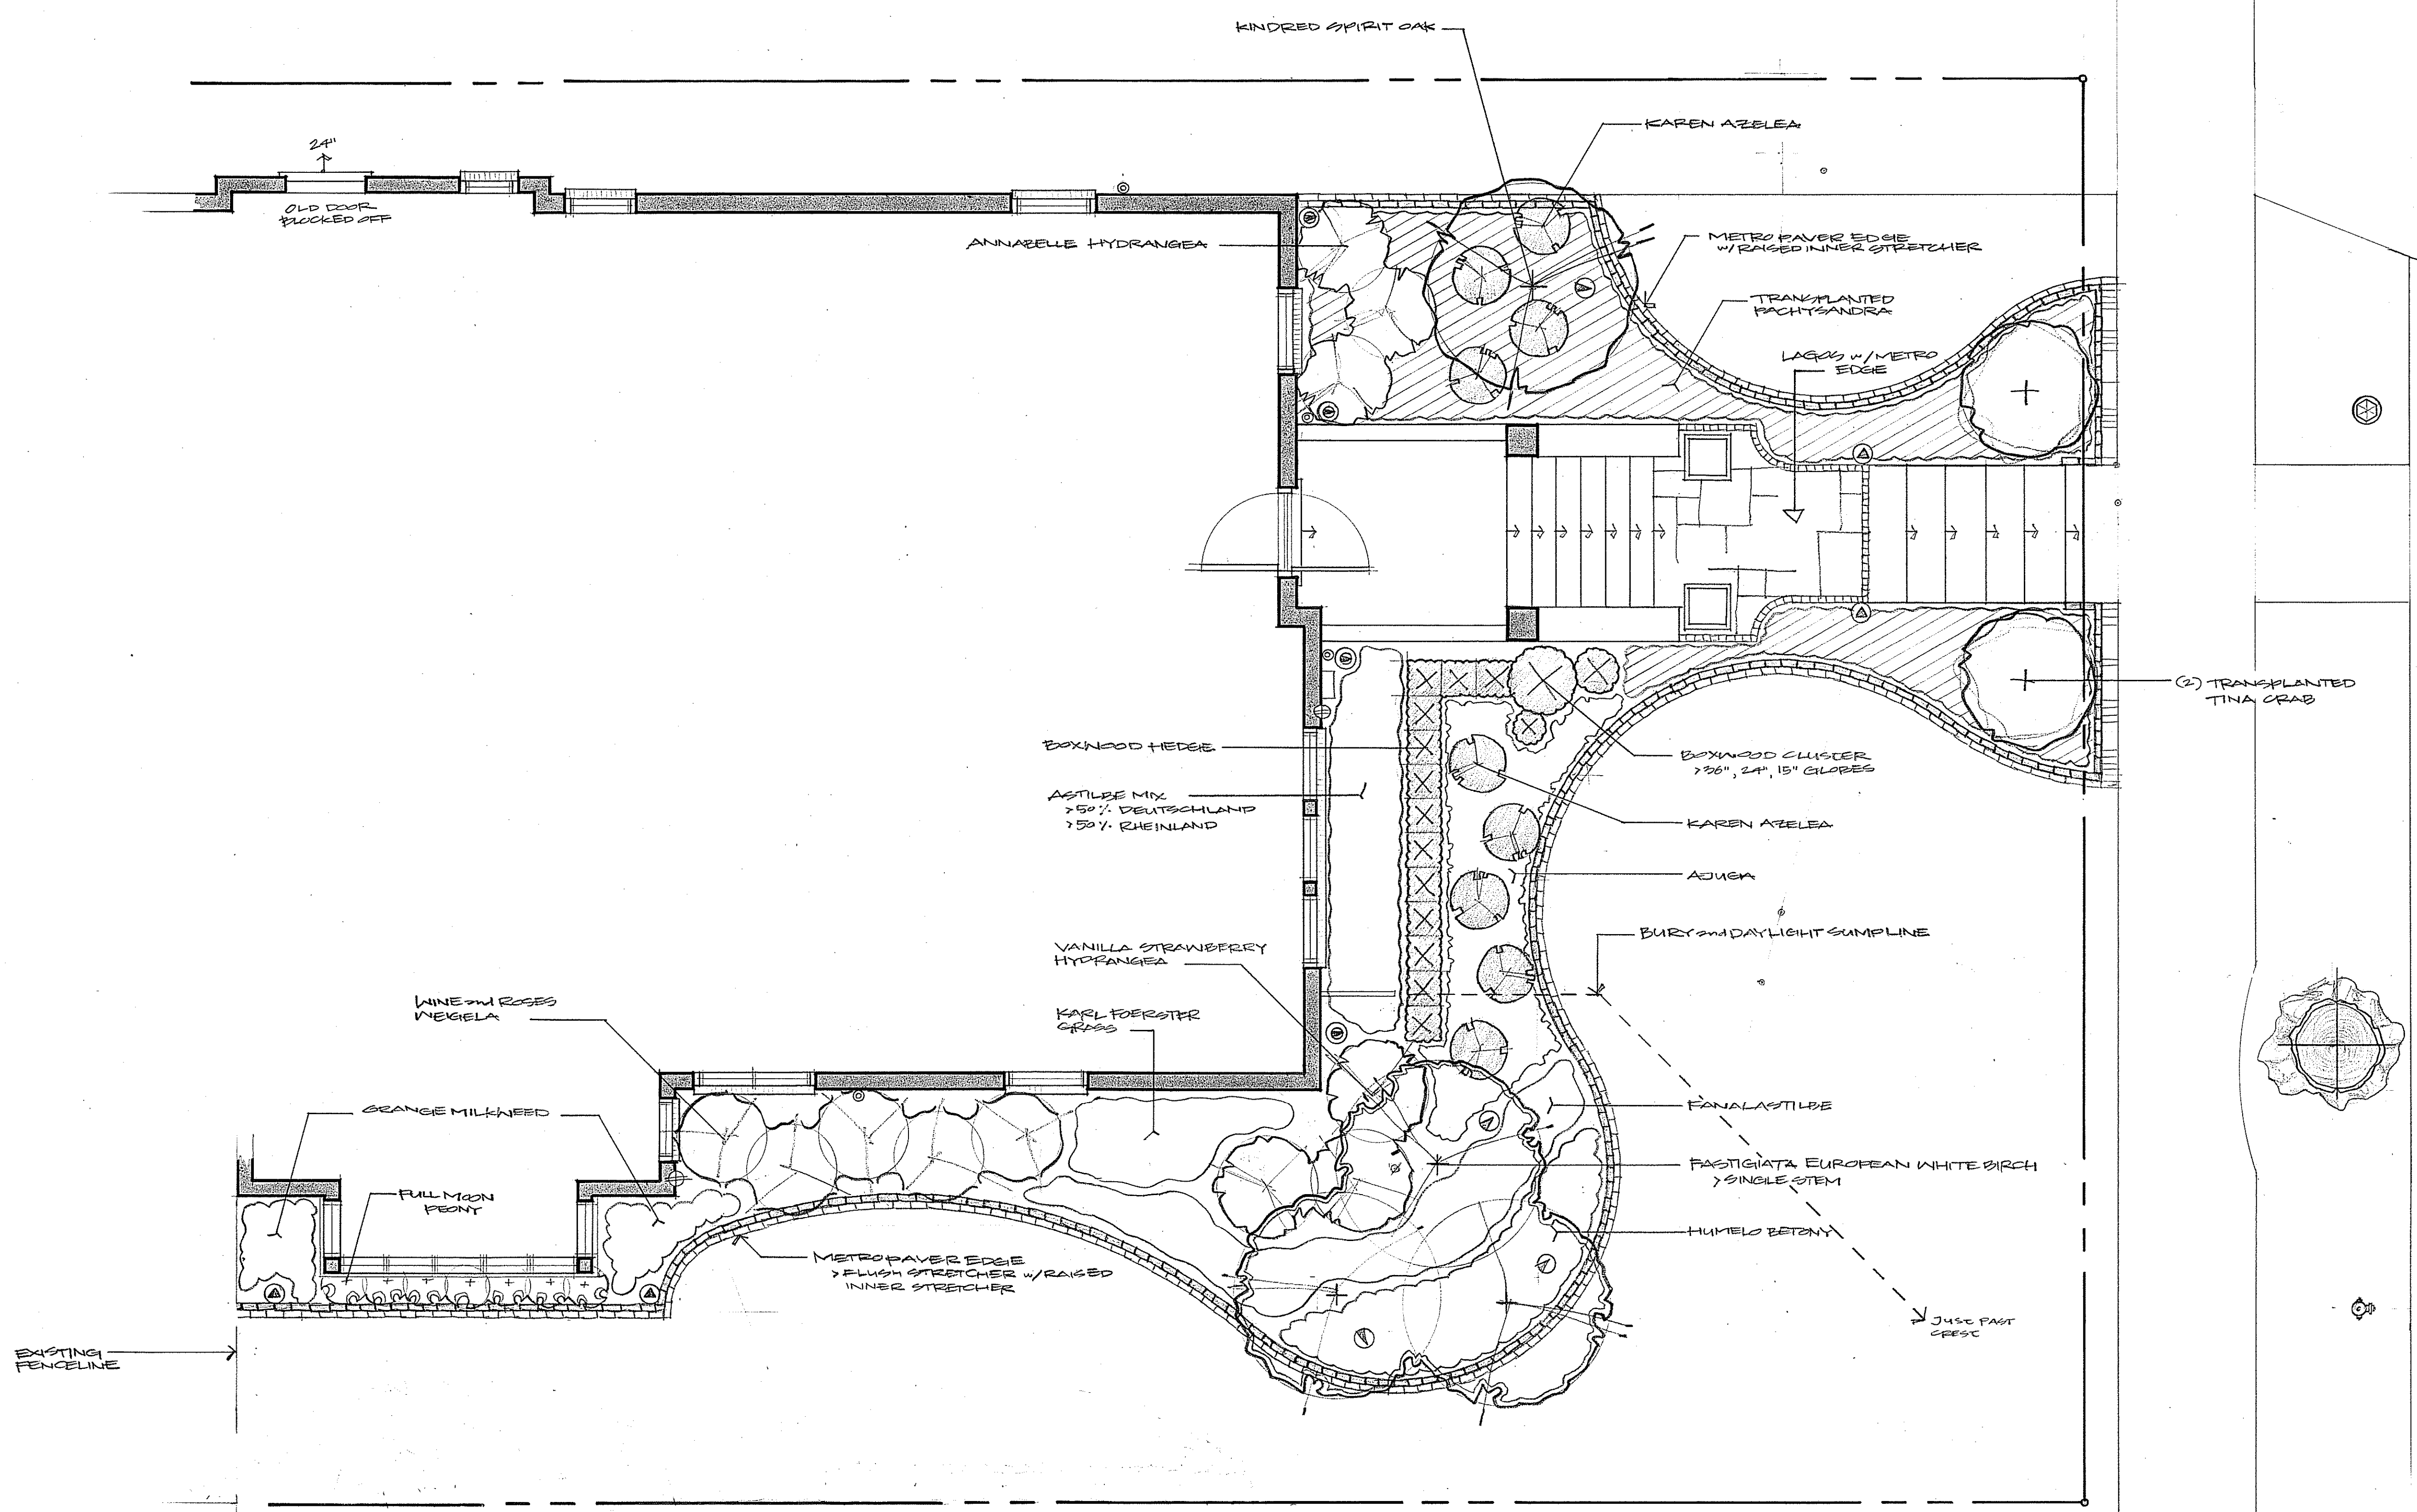 KINDRED SPIRIT OAK
KAREN AZELEA
24"
OLD DOOR
BLOCKED OFF
ANNABELLE HYDRANGEA
METRO PAVER EDGE
w/RAISED INNER STRETCHER
TRANSPLANTED
PACHYSANDRA
LAGOS w/METRO
EDGE
(2) TRANSPLANTED
TINA CRAB
BOXWOOD HEDGE
BOXWOOD CLUSTER
>36", 24", 15" GLOBES
ASTILBE MIX
>50% DEUTSCHLAND
>50% RHEINLAND
KAREN AZELEA
AJUGA
BURY and DAYLIGHT SUMP LINE
VANILLA STRAWBERRY
HYDRANGEA
WINE and ROSES
WEIGELA
KARL FOERSTER
GRASS
ORANGE MILKWEED
FANAL ASTILBE
FASTIGIATA EUROPEAN WHITE BIRCH
>SINGLE STEM
FULL MOON
PEONY
HUMELO BETONY
METRO PAVER EDGE
>FLUSH STRETCHER w/RAISED
INNER STRETCHER
JUST PAST
CREST
EXISTING
FENCELINE